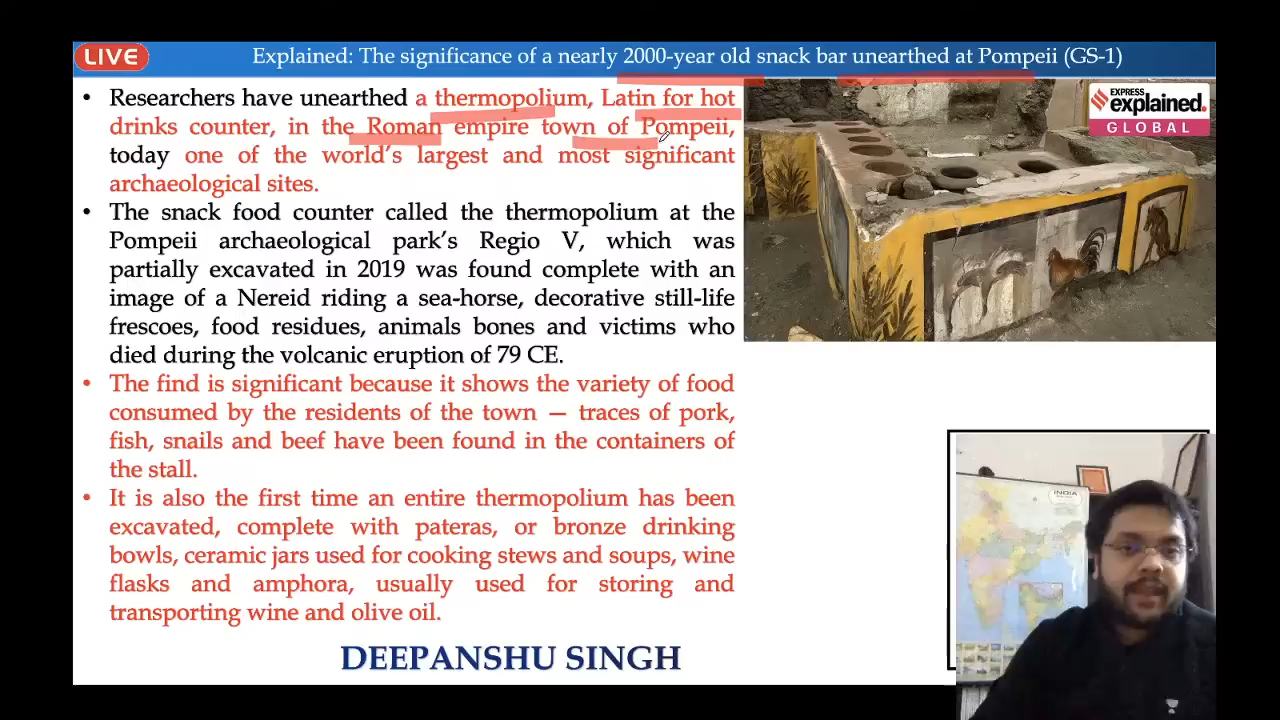 LIVE
Explained: The significance of a nearly 2000-year old snack bar unearthed at Pompeii (GS-1)
• Researchers have unearthed a thermopolium, Latin for hot
drinks counter, in the Roman empire town of Pompeii,
today one of the world's largest and most significant
archaeological sites.
• The snack food counter called the thermopolium at the
Pompeii archaeological park's Regio V, which was
partially excavated in 2019 was found complete with an
image of a Nereid riding a sea-horse, decorative still-life
frescoes, food residues, animals bones and victims who
died during the volcanic eruption of 79 CE.
• The find is significant because it shows the variety of food
consumed by the residents of the town — traces of pork,
fish, snails and beef have been found in the containers of
the stall.
• It is also the first time an entire thermopolium has been
excavated, complete with pateras, or bronze drinking
bowls, ceramic jars used for cooking stews and soups, wine
flasks and amphora, usually used for storing and
transporting wine and olive oil.
EXPRESS
explained.
GLOBAL
INDIA
DEEPANSHU SINGH